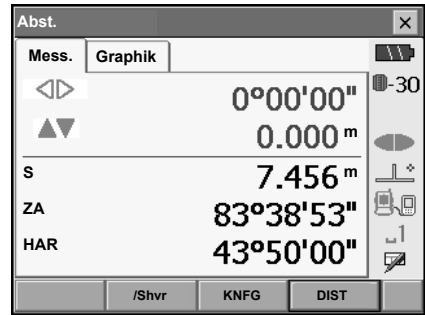 Abst.
Mess. Graphik
0°00'00"
-30
0.000 m
S 7.456 m
ZA 83°38'53"
HAR 43°50'00"
1
/Shvr KNFG DIST